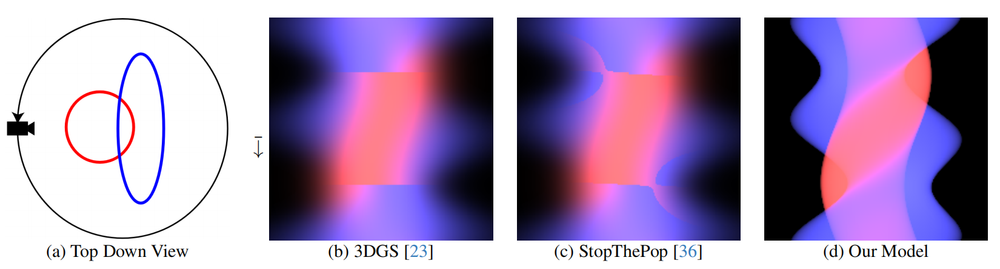 (a) Top Down View
(b) 3DGS [23]
(c) StopThePop [36]
(d) Our Model